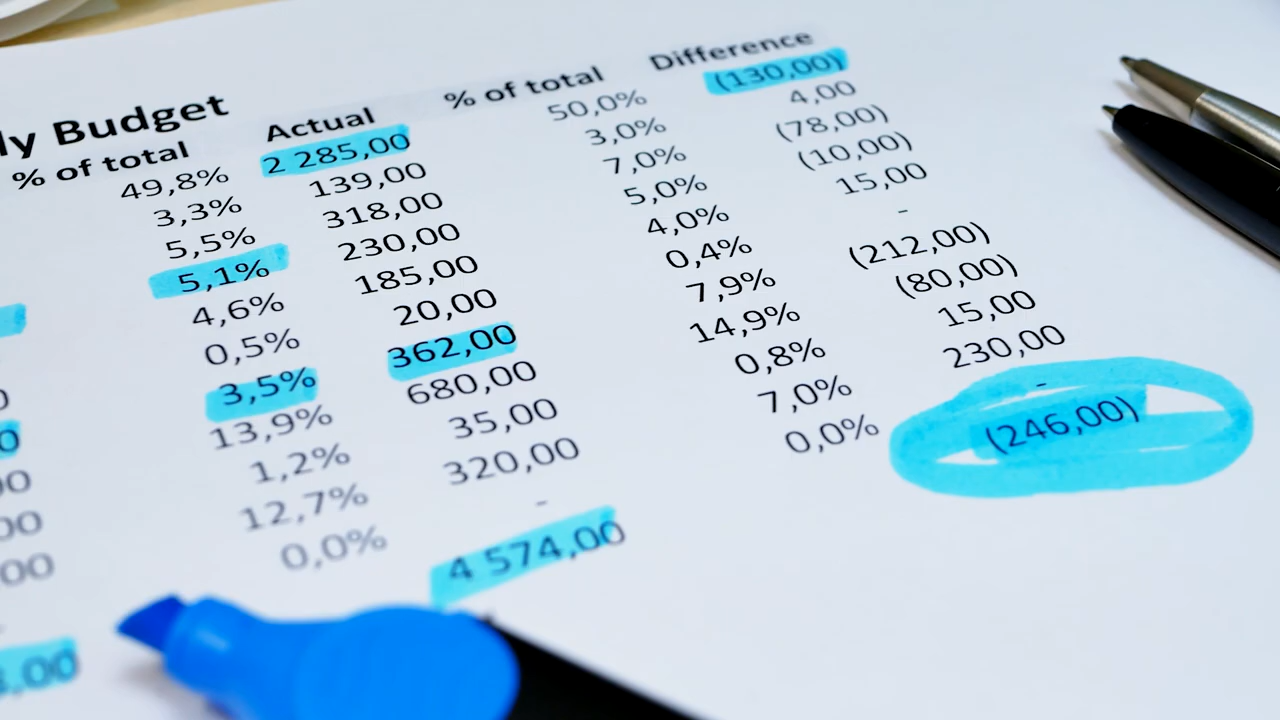 Budget
% of total Actual % of total Difference
49,8% 2 285,00 50,0% (130,00)
3,3% 139,00 3,0% 4,00
5,5% 318,00 7,0% (78,00)
5,1% 230,00 5,0% (10,00)
4,6% 185,00 4,0% 15,00
0,5% 20,00 0,4% -
3,5% 362,00 7,9% (212,00)
13,9% 680,00 14,9% (80,00)
1,2% 35,00 0,8% 15,00
12,7% 320,00 7,0% 230,00
0,0% - 0,0% -
4 574,00 (246,00)